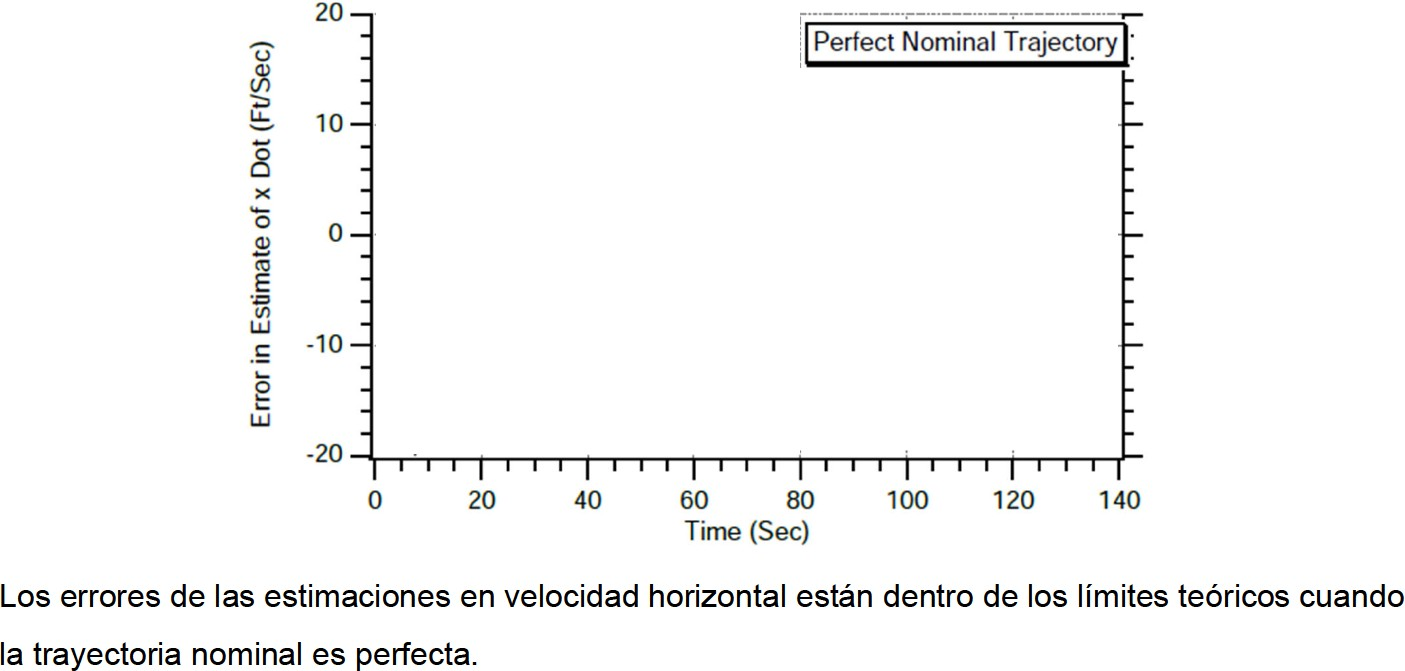 20
Perfect Nominal Trajectory
10
0
-10
-20
Error in Estimate of x Dot (Ft/Sec)
0 20 40 60 80 100 120 140
Time (Sec)
Los errores de las estimaciones en velocidad horizontal están dentro de los límites teóricos cuando
la trayectoria nominal es perfecta.